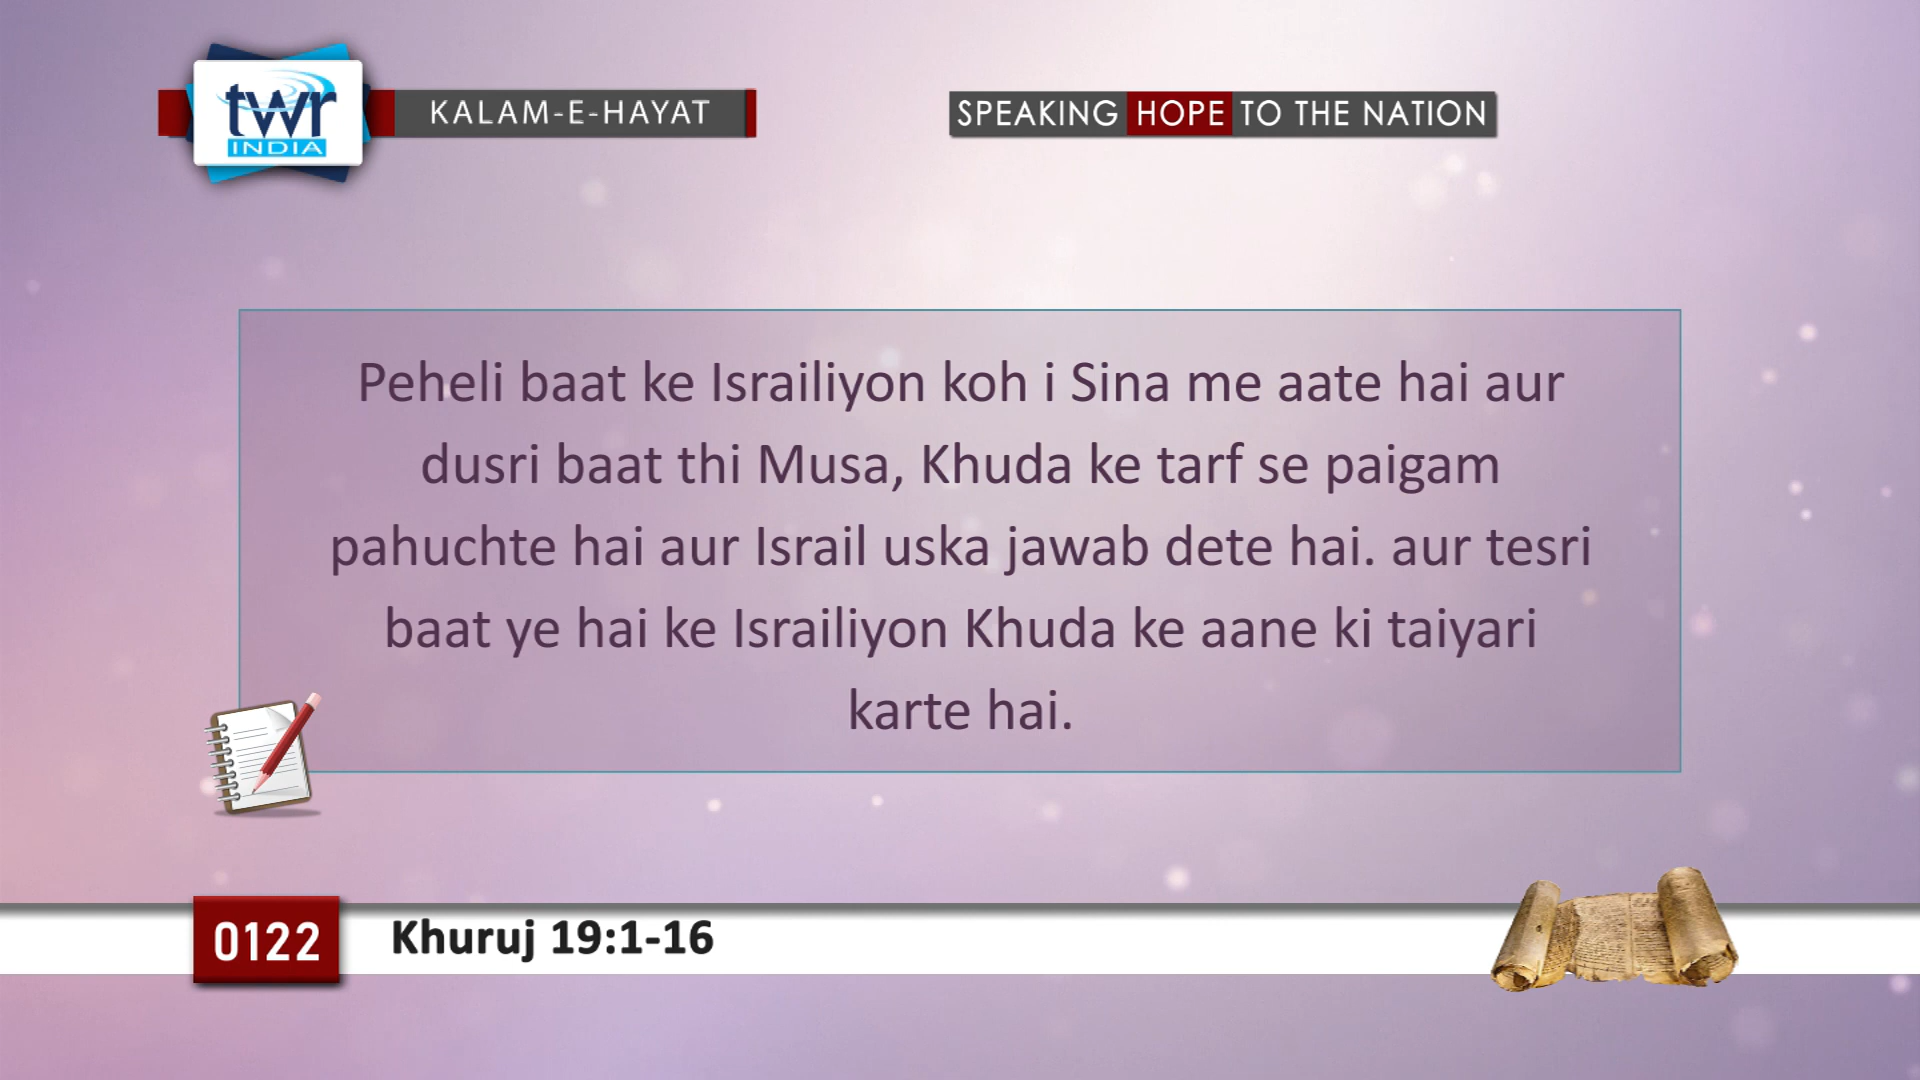 twr
INDIA
KALAM-E-HAYAT
SPEAKING HOPE TO THE NATION
Peheli baat ke Israiliyon koh i Sina me aate hai aur
dusri baat thi Musa, Khuda ke tarf se paigam
pahuchte hai aur Israil uska jawab dete hai. aur tesri
baat ye hai ke Israiliyon Khuda ke aane ki taiyari
karte hai.
0122
Khuruj 19:1-16